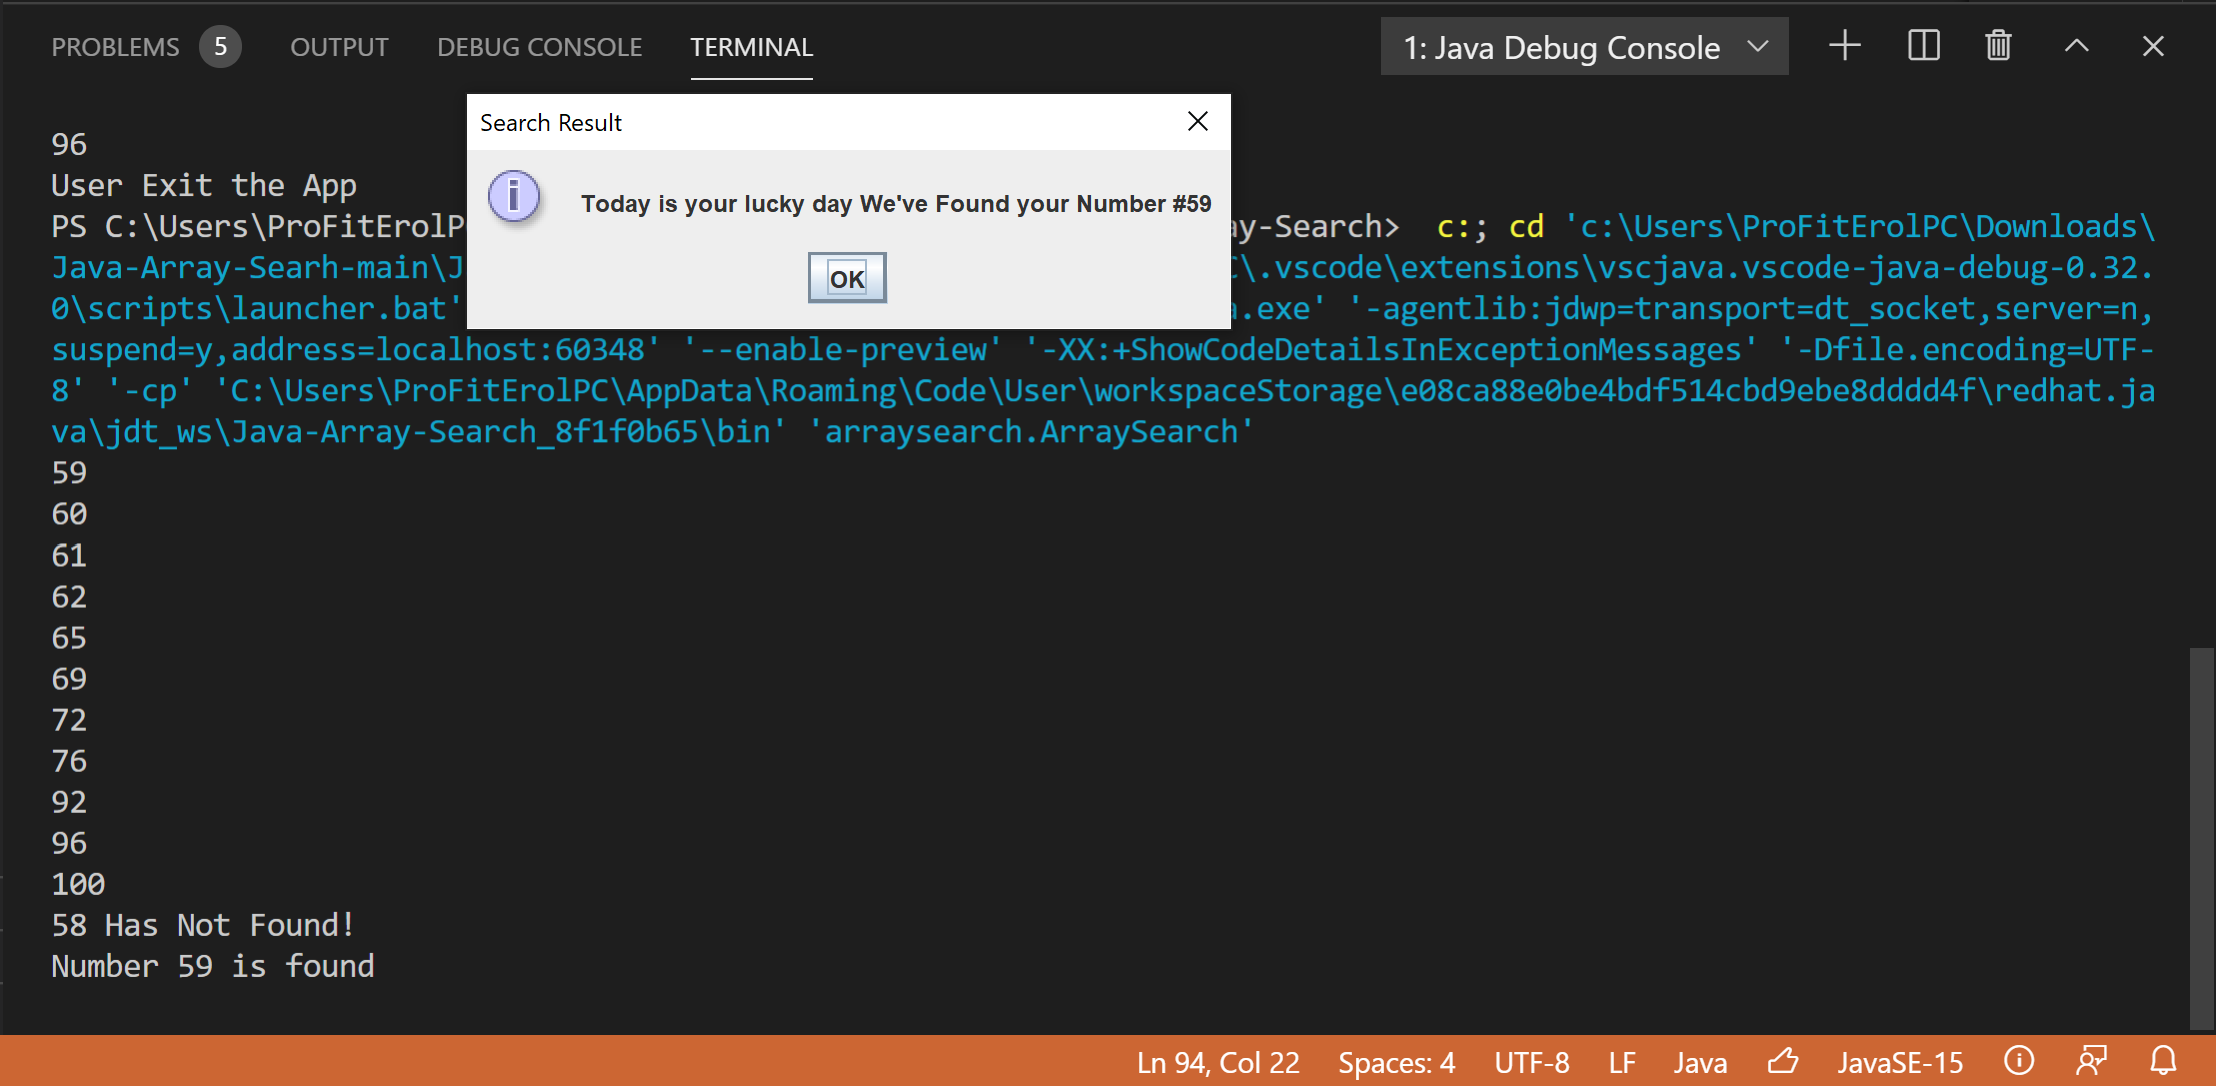 PROBLEMS 5 OUTPUT DEBUG CONSOLE TERMINAL 1: Java Debug Console
Search Result
Today is your lucky day We've Found your Number #59
OK
96
User Exit the App
PS C:\Users\ProFitErolP ay-Search> c:; cd 'c:\Users\ProFitErolPC\Downloads\
Java-Array-Searh-main\J C\.vscode\extensions\vscjava.vscode-java-debug-0.32.
0\scripts\launcher.bat' a.exe' '-agentlib:jdwp=transport=dt_socket,server=n,
suspend=y,address=localhost:60348' '--enable-preview' '-XX:+ShowCodeDetailsInExceptionMessages' '-Dfile.encoding=UTF-
8' '-cp' 'C:\Users\ProFitErolPC\AppData\Roaming\Code\User\workspaceStorage\e08ca88e0be4bdf514cbd9ebe8dddd4f\redhat.ja
va\jdt_ws\Java-Array-Search_8f1f0b65\bin' 'arraysearch.ArraySearch'
59
60
61
62
65
69
72
76
92
96
100
58 Has Not Found!
Number 59 is found
Ln 94, Col 22 Spaces: 4 UTF-8 LF Java JavaSE-15